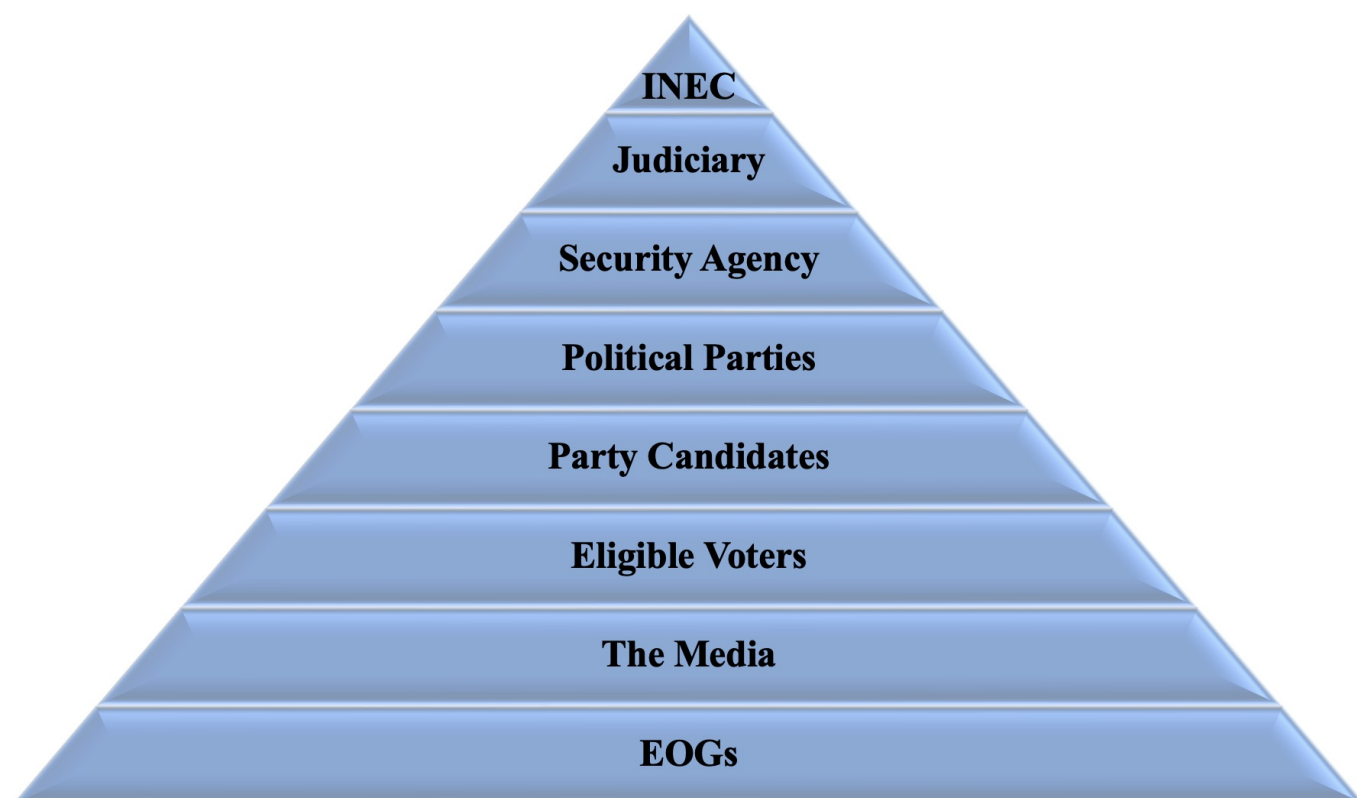 INEC
Judiciary
Security Agency
Political Parties
Party Candidates
Eligible Voters
The Media
EOGs